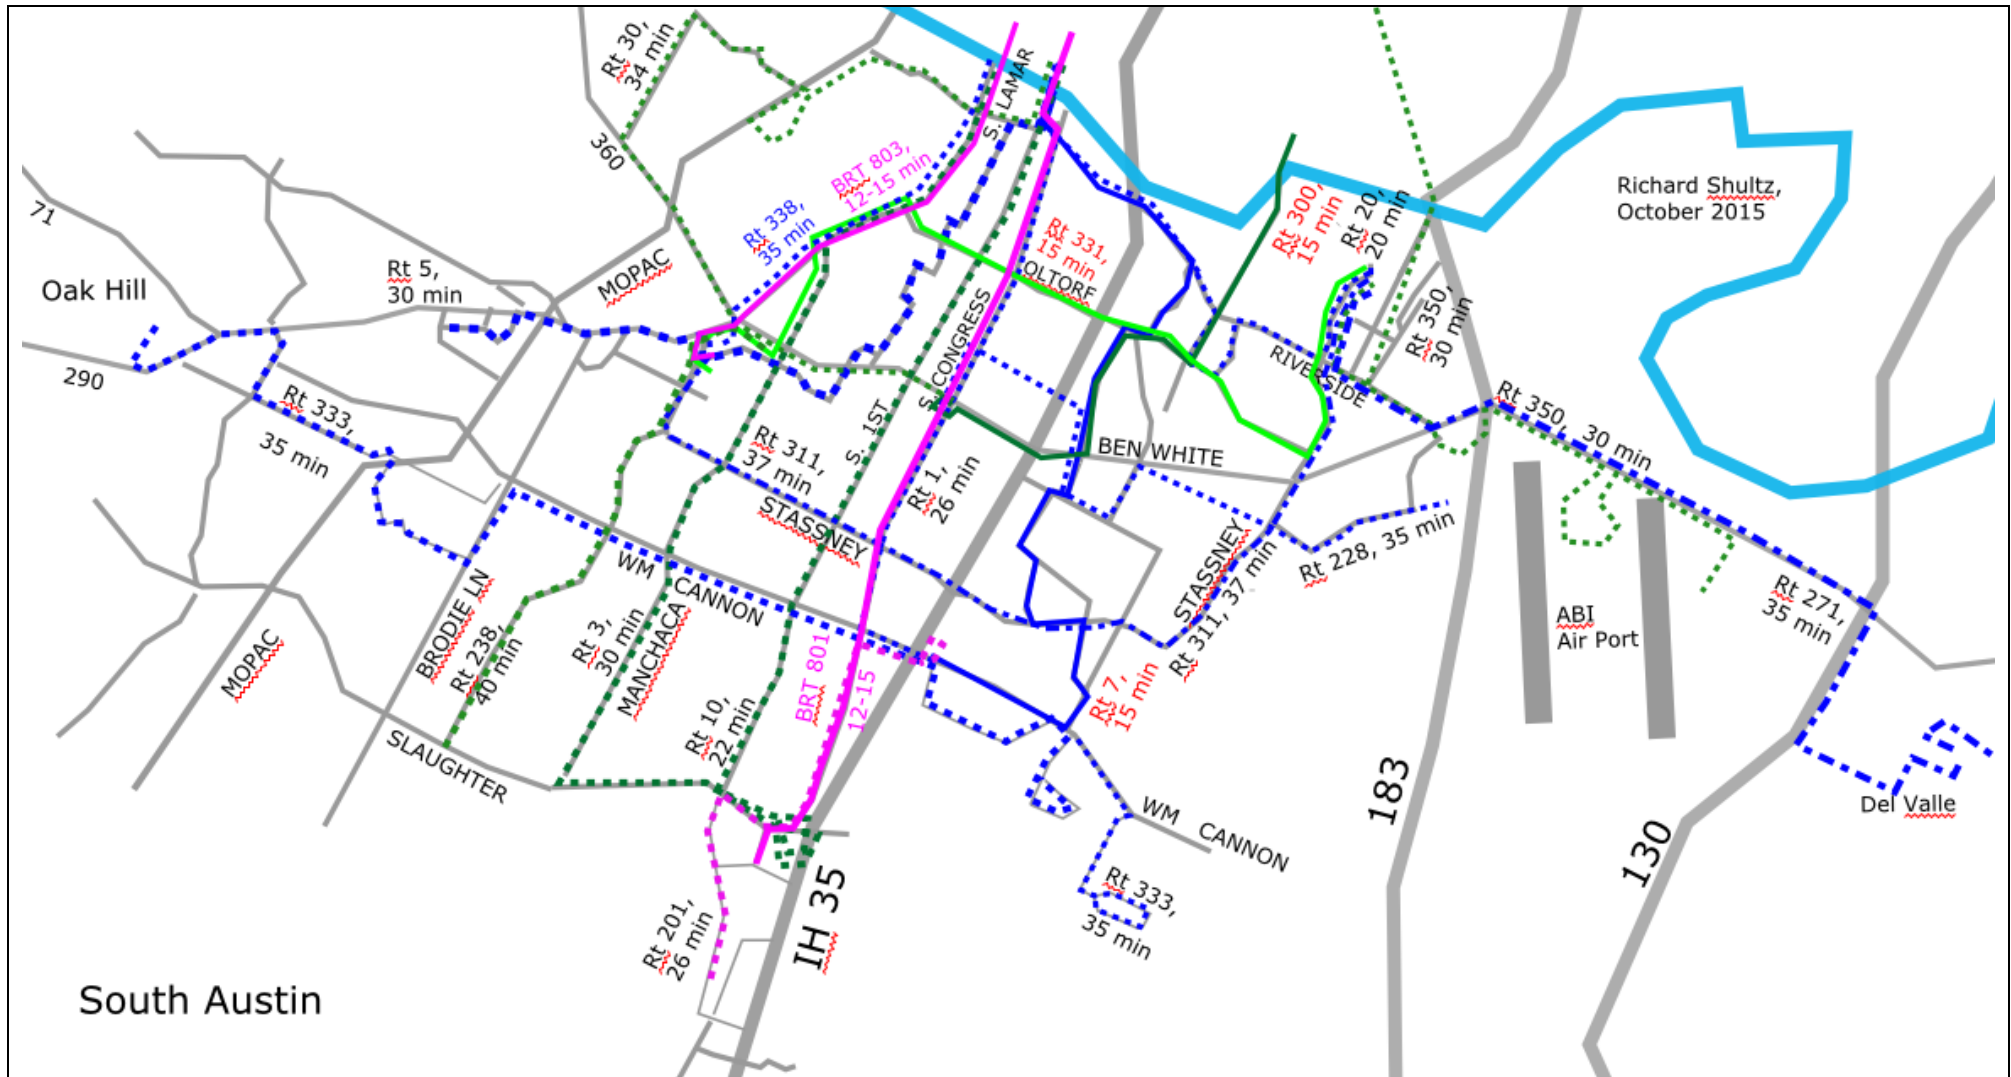 Rt 30,
34 min
S. LAMAR
360
BRT 803,
12-15 min
Richard Shultz,
October 2015
71
Rt 338,
35 min
Rt 300,
15 min
Rt 20,
20 min
Rt 331,
15 min
Oak Hill
Rt 5,
30 min
MOPAC
OLTORF
Rt 350,
30 min
S. CONGRESS
RIVERSIDE
290
Rt 333,
35 min
Rt 350, 30 min
S. 1ST
Rt 311,
37 min
BEN WHITE
Rt 1,
26 min
STASSNEY
STASSNEY
Rt 228, 35 min
WM CANNON
BRODIE LN
Rt 238,
40 min
Rt 3,
30 min
MANCHACA
Rt 311, 37 min
ABI
Air Port
Rt 271,
35 min
MOPAC
BRT 801
12-15
Rt 7,
15 min
Rt 10,
22 min
SLAUGHTER
183
Del Valle
WM CANNON
130
Rt 333,
35 min
IH 35
Rt 201,
26 min
South Austin